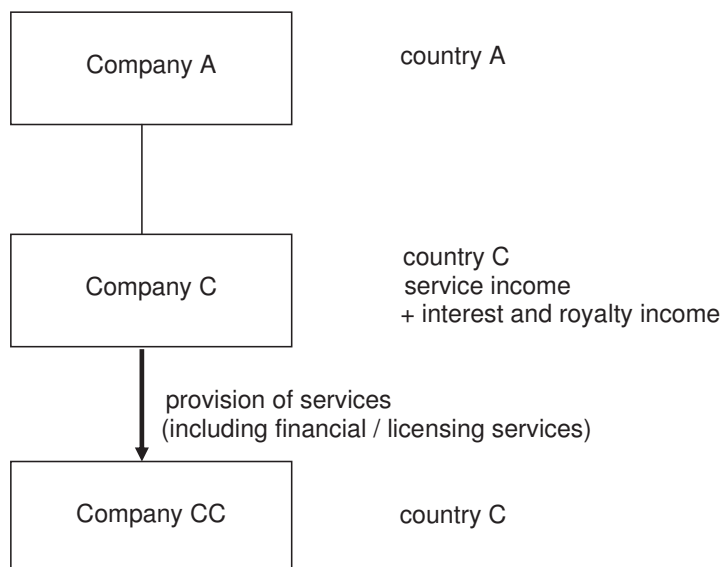 Company A
country A
Company C
country C
service income
+ interest and royalty income
provision of services
(including financial / licensing services)
Company CC
country C